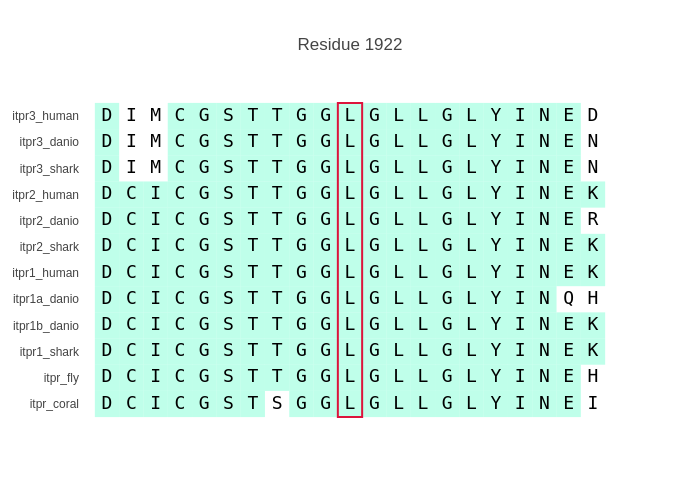 Residue 1922
itpr3_human D I M C G S T T G G L G L L G L Y I N E D
itpr3_danio D I M C G S T T G G L G L L G L Y I N E N
itpr3_shark D I M C G S T T G G L G L L G L Y I N E N
itpr2_human D C I C G S T T G G L G L L G L Y I N E K
itpr2_danio D C I C G S T T G G L G L L G L Y I N E R
itpr2_shark D C I C G S T T G G L G L L G L Y I N E K
itpr1_human D C I C G S T T G G L G L L G L Y I N E K
itpr1a_danio D C I C G S T T G G L G L L G L Y I N Q H
itpr1b_danio D C I C G S T T G G L G L L G L Y I N E K
itpr1_shark D C I C G S T T G G L G L L G L Y I N E K
itpr_fly D C I C G S T T G G L G L L G L Y I N E H
itpr_coral D C I C G S T S G G L G L L G L Y I N E I